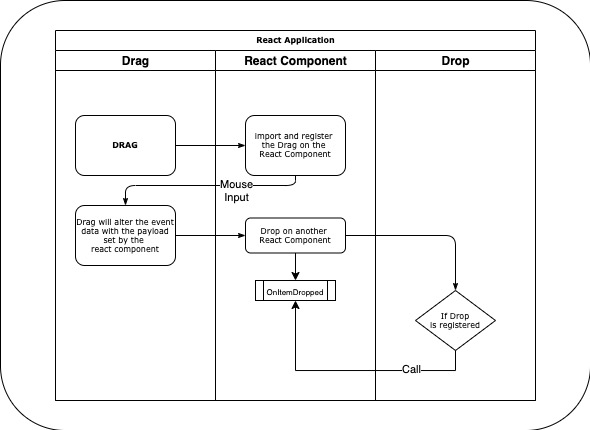 React Application
Drag
React Component
Drop
DRAG
import and register
the Drag on the
React Component
Mouse
Input
Drag will alter the event
data with the payload
set by the
react component
Drop on another
React Component
OnItemDropped
If Drop
is registered
Call